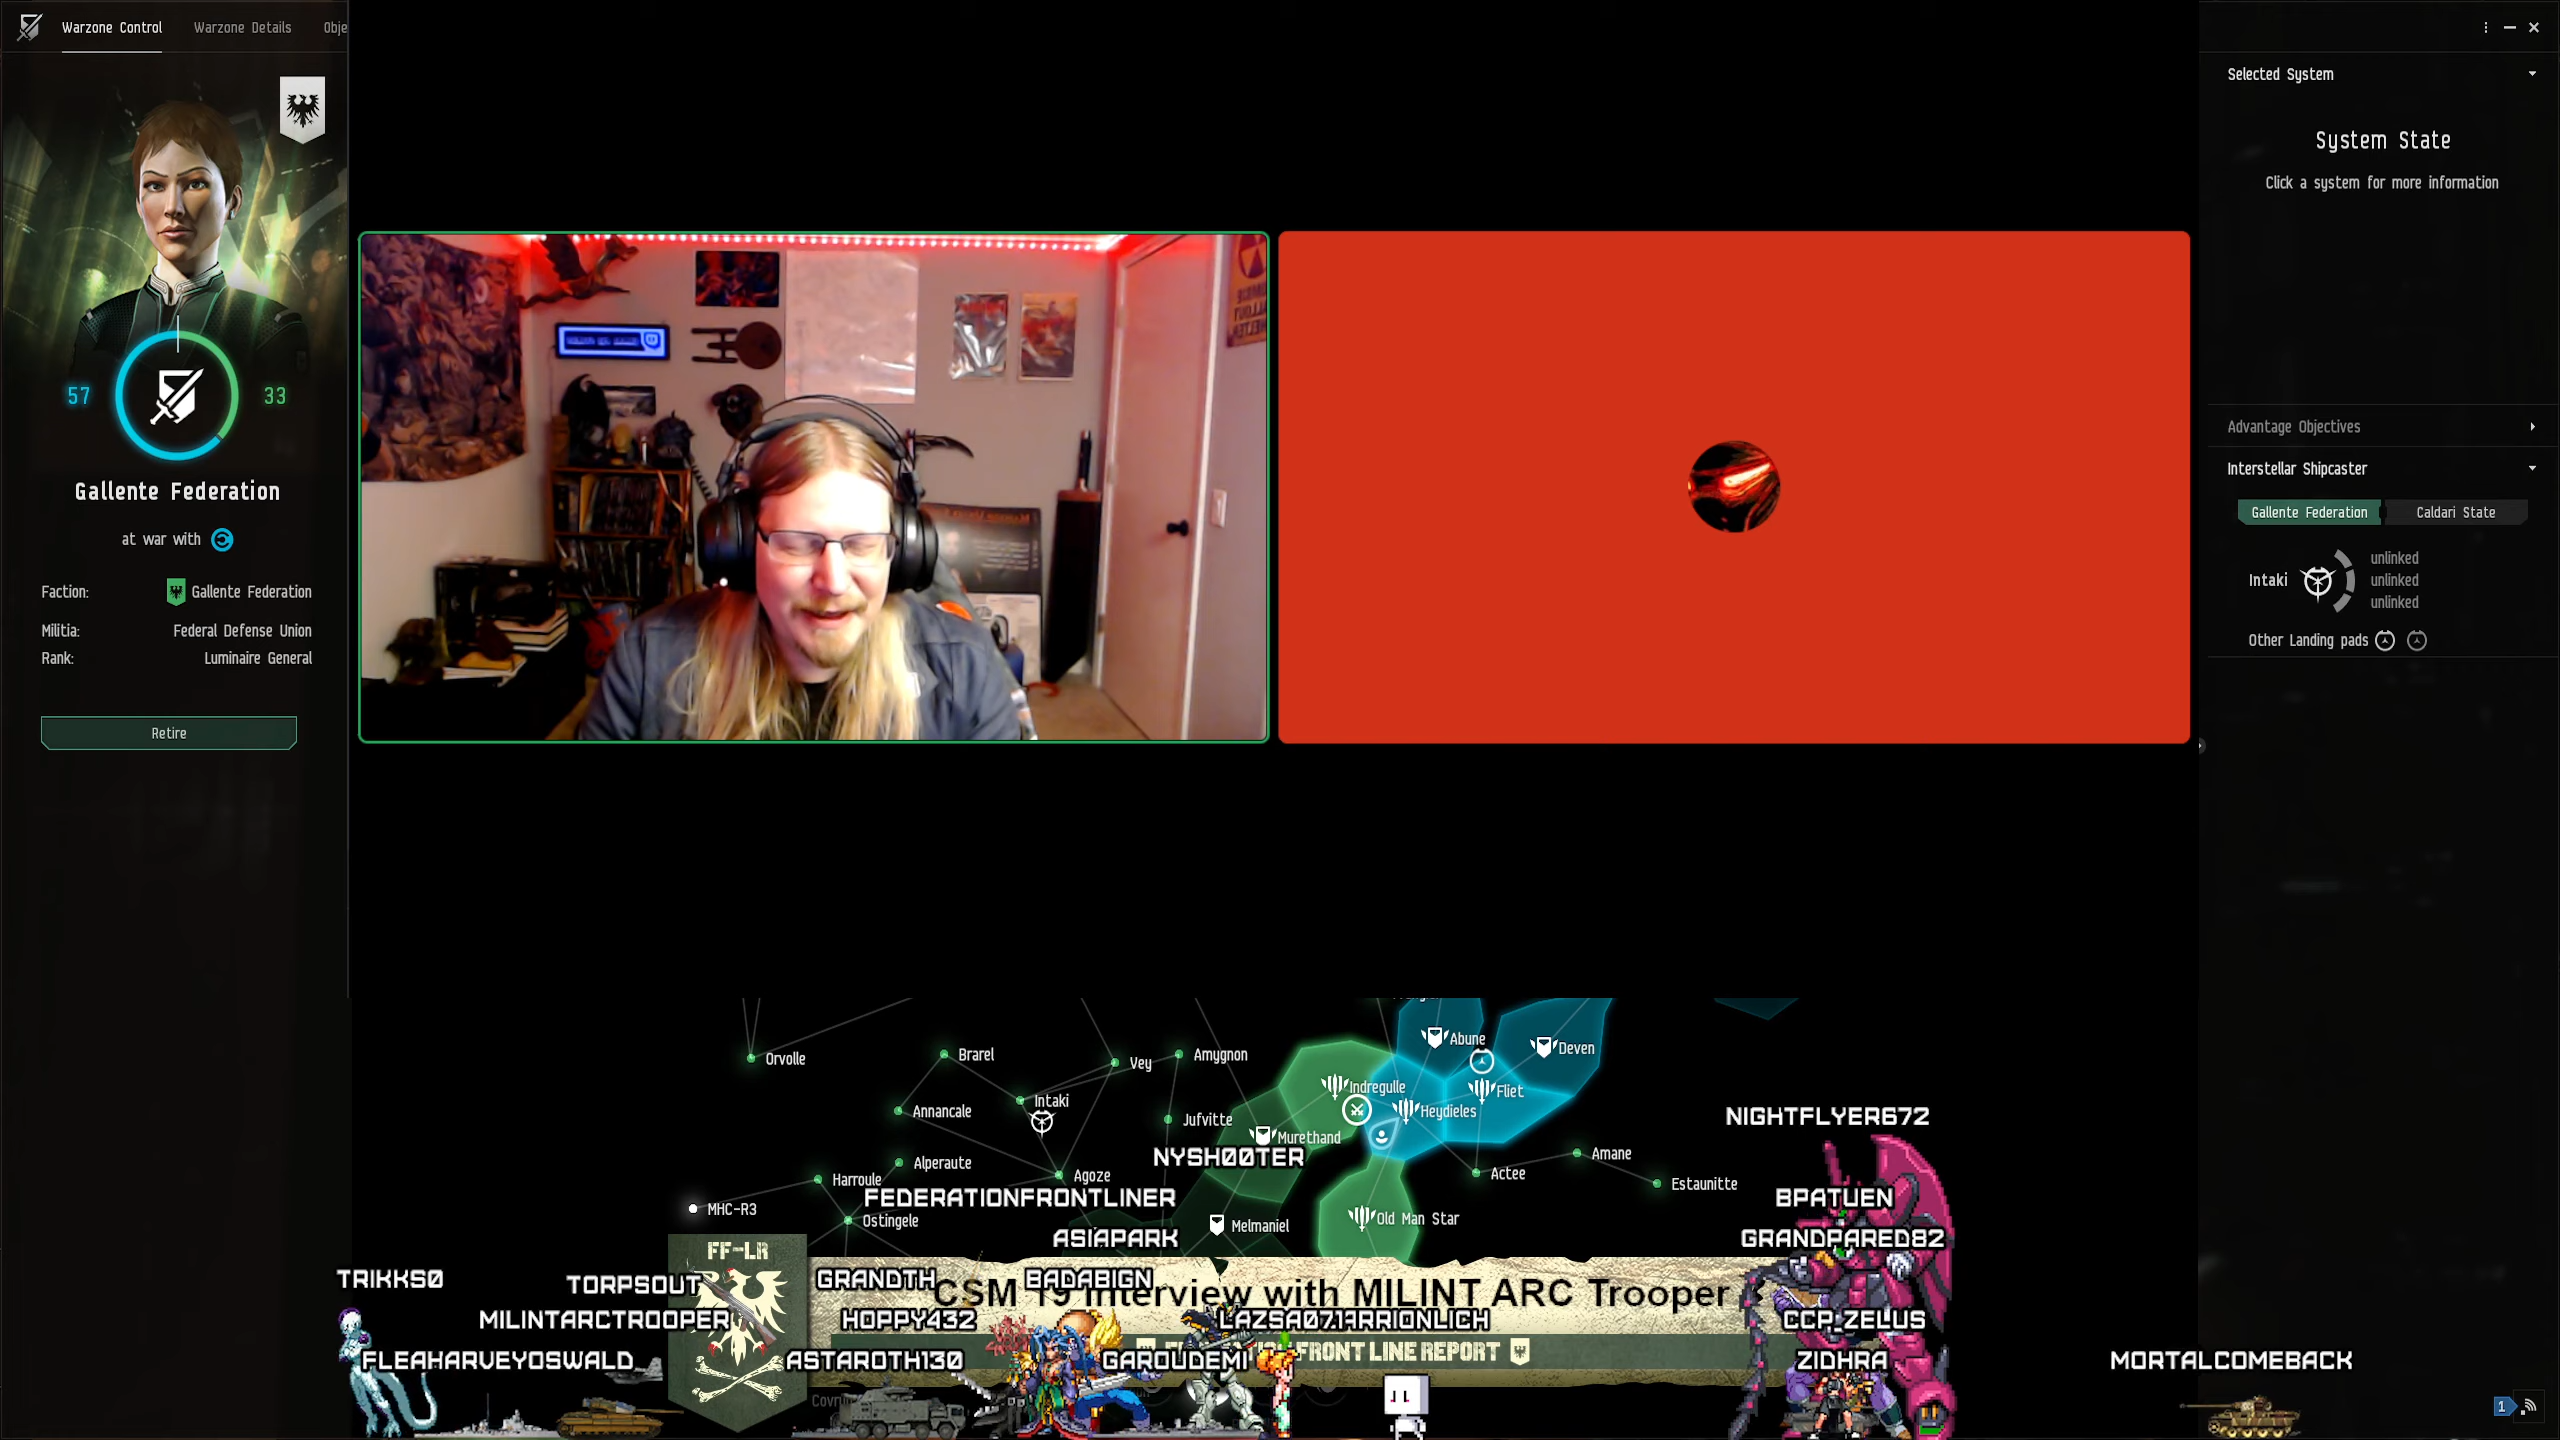 Warzone Control
Warzone Details
Obje
57
33
Gallente Federation
at war with
Faction:
Gallente Federation
Militia:
Federal Defense Union
Rank:
Luminaire General
Retire
Selected System
System State
Click a system for more information
Advantage Objectives
Interstellar Shipcaster
Gallente Federation
Caldari State
Intaki
unlinked
unlinked
unlinked
Other Landing pads
Orvolle
Brarel
Vey
Amygnon
Abune
Deven
Annancale
Intaki
Jufvitte
Indregulle
Heydieles
Fliet
Murethand
Alperaute
Harroule
Agoze
Actee
Amane
Estaunitte
MHC-R3
Ostingele
Melmaniel
Old Man Star
NIGHTFLYER672
NYSH00TER
FEDERATIONFRONTLINER
BPATUEN
ASIAPARK
GRANDPARED82
FF-LR
TRIKKS0
TORPSOUT
GRANDTH
BADABIGN
CSM 19 Interview with MILINT ARC Trooper
MILINTARCTROOPER
HOPPY432
CCP_ZELUS
FRONT LINE REPORT
ASTAROTH130
GAROUDEMI
ZIDHRA
MORTALCOMEBACK
1